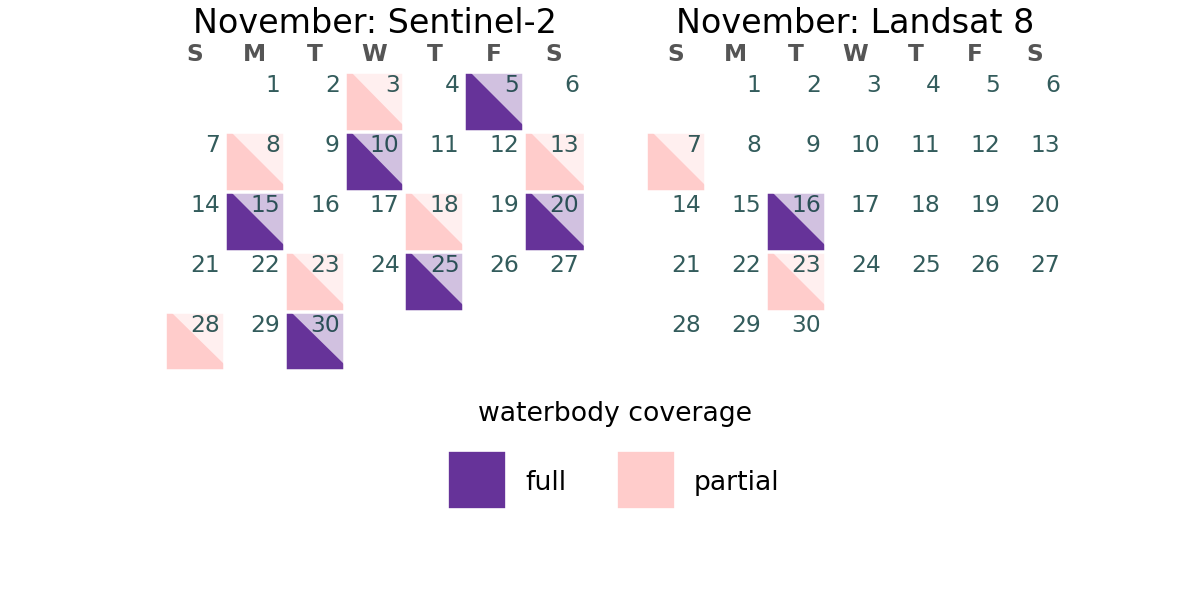 November: Sentinel-2
S M T W T F S
1 2 3 4 5 6
7 8 9 10 11 12 13
14 15 16 17 18 19 20
21 22 23 24 25 26 27
28 29 30
November: Landsat 8
S M T W T F S
1 2 3 4 5 6
7 8 9 10 11 12 13
14 15 16 17 18 19 20
21 22 23 24 25 26 27
28 29 30
waterbody coverage
full
partial